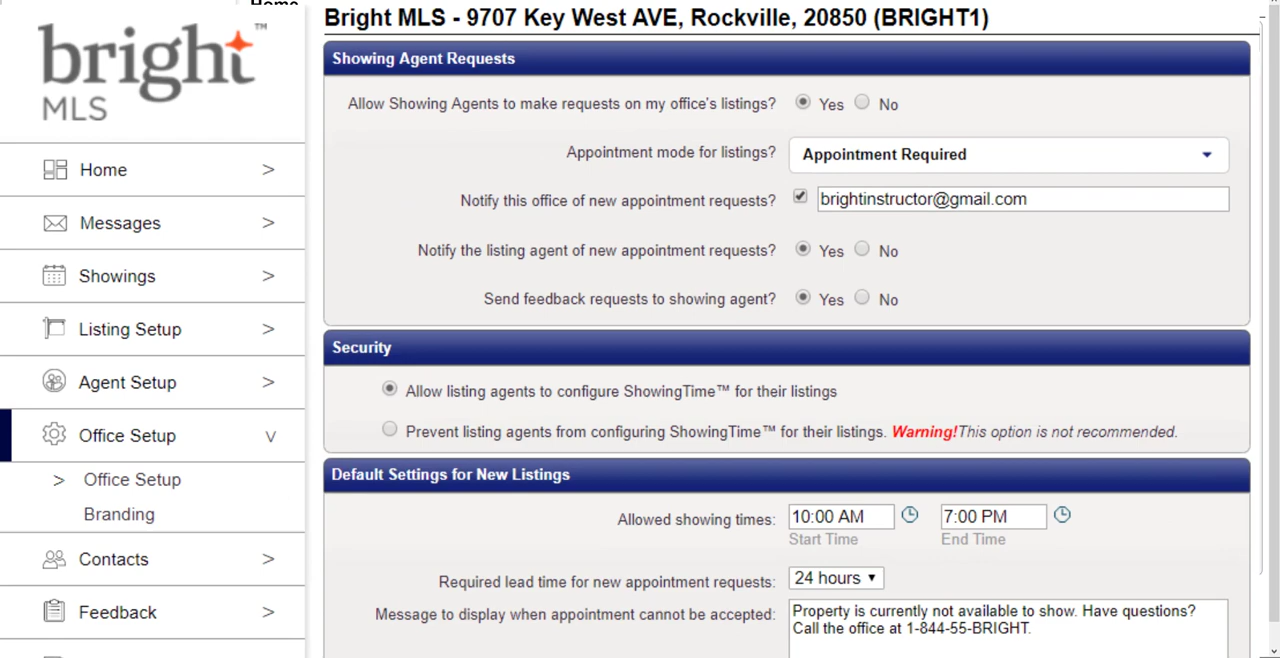 Home
Bright MLS - 9707 Key West AVE, Rockville, 20850 (BRIGHT1)
bright™
MLS
Home >
Messages >
Showings >
Listing Setup >
Agent Setup >
Office Setup V
> Office Setup
Branding
Contacts >
Feedback >
Showing Agent Requests
Allow Showing Agents to make requests on my office's listings? Yes No
Appointment mode for listings? Appointment Required
Notify this office of new appointment requests? brightinstructor@gmail.com
Notify the listing agent of new appointment requests? Yes No
Send feedback requests to showing agent? Yes No
Security
Allow listing agents to configure ShowingTime™ for their listings
Prevent listing agents from configuring ShowingTime™ for their listings. Warning!This option is not recommended.
Default Settings for New Listings
Allowed showing times: 10:00 AM 7:00 PM
Start Time End Time
Required lead time for new appointment requests: 24 hours
Message to display when appointment cannot be accepted: Property is currently not available to show. Have questions?
Call the office at 1-844-55-BRIGHT.